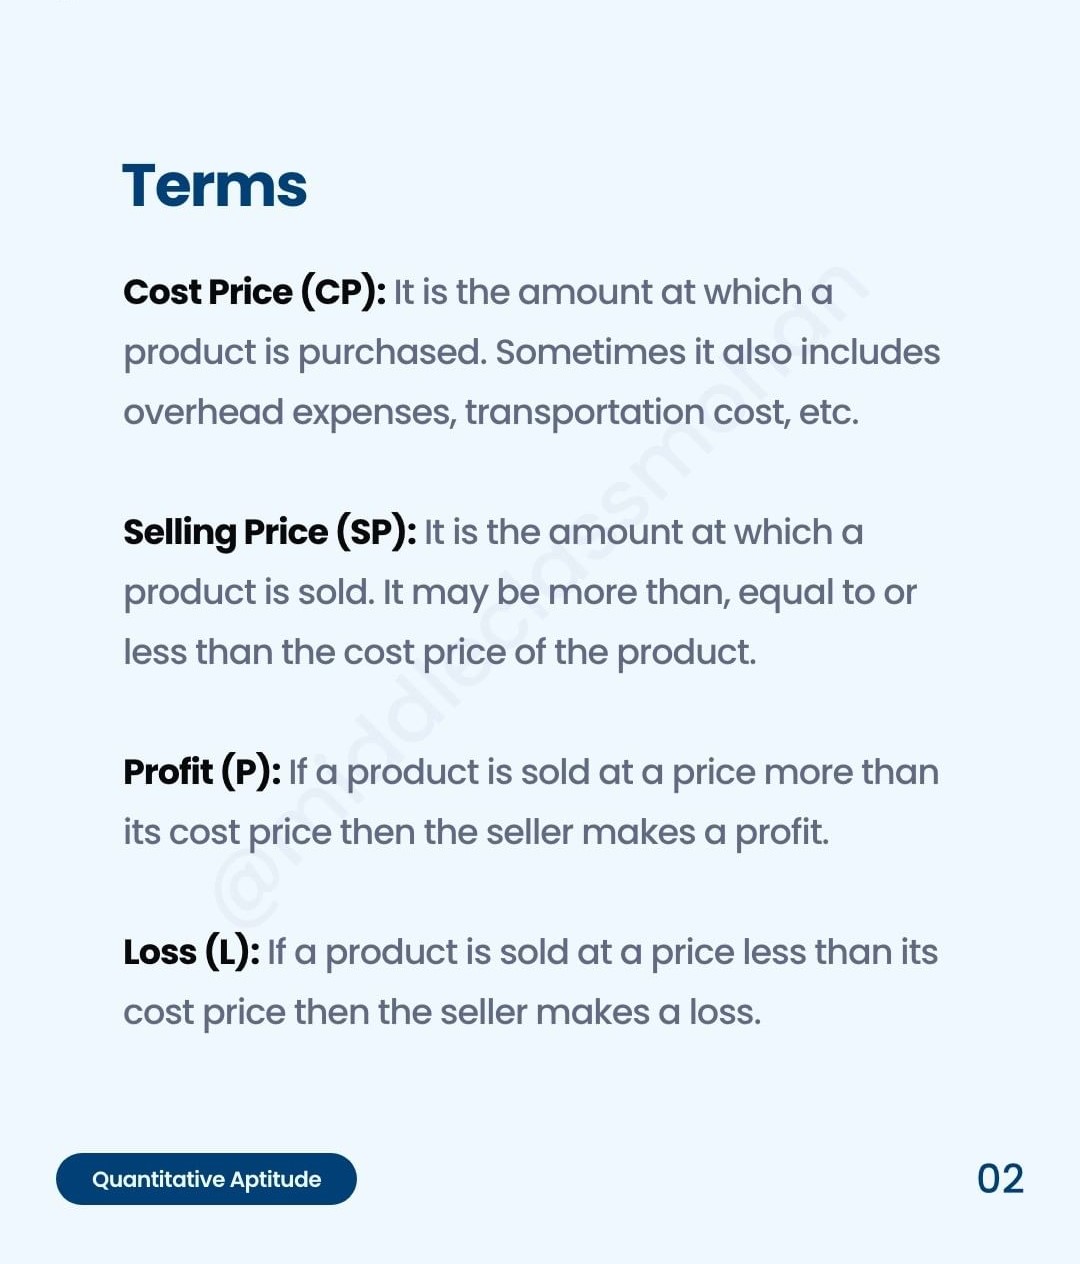 Terms
Cost Price (CP): It is the amount at which a
product is purchased. Sometimes it also includes
overhead expenses, transportation cost, etc.
Selling Price (SP): It is the amount at which a
product is sold. It may be more than, equal to or
less than the cost price of the product.
Profit (P): If a product is sold at a price more than
its cost price then the seller makes a profit.
Loss (L): If a product is sold at a price less than its
cost price then the seller makes a loss.
@middleclassmohan
Quantitative Aptitude
02